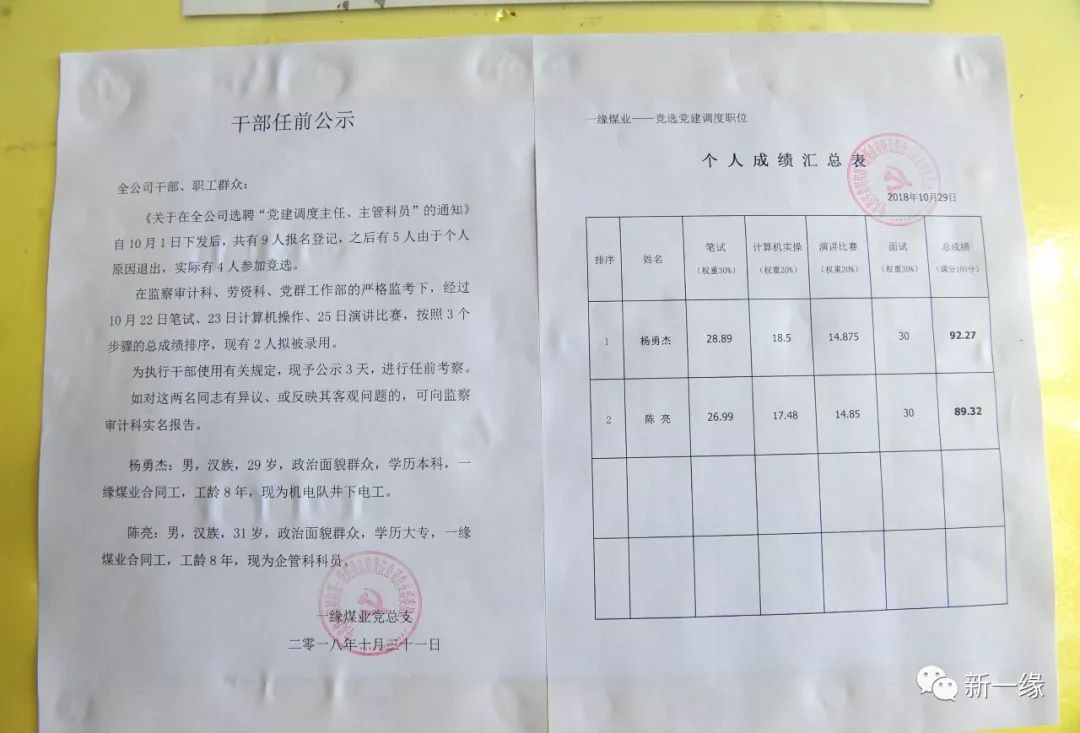 干部任前公示
全公司干部、职工群众：
《关于在全公司选聘“党建调度主任、主管科员”的通知》
自10月1日下发后，共有9人报名登记，之后有5人由于个人
原因退出，实际有4人参加竞选。
在监察审计科、劳资科、党群工作部的严格监考下，经过
10月22日笔试、23日计算机操作、25日演讲比赛，按照3个
步骤的总成绩排序，现有2人拟被录用。
为执行干部使用有关规定，现予公示3天，进行任前考察。
如对这两名同志有异议、或反映其客观问题的，可向监察
审计科实名报告。
杨勇杰：男，汉族，29岁，政治面貌群众，学历本科，一
缘煤业合同工，工龄8年，现为机电队井下电工。
陈亮：男，汉族，31岁，政治面貌群众，学历大专，一缘
煤业合同工，工龄8年，现为企管科科员。
一缘煤业党总支
二零一八年十月三十一日
一缘煤业——竞选党建调度职位
个人成绩汇总表
2018年10月29日
排序 姓名 笔试 计算机实操 演讲比赛 面试 总成绩
（权重30%） （权重20%） （权重20%） （权重30%） （满分100分）
1 杨勇杰 28.89 18.5 14.875 30 92.27
2 陈亮 26.99 17.48 14.85 30 89.32
新一缘